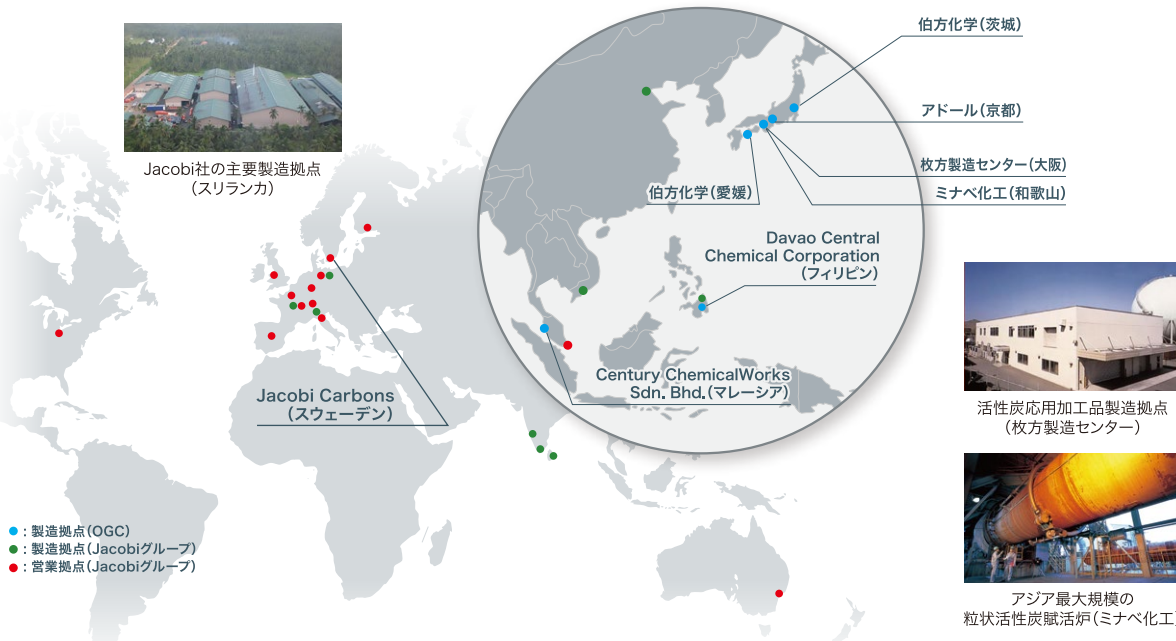 Jacobi社の主要製造拠点
(スリランカ)
伯方化学(茨城)
アドール(京都)
枚方製造センター(大阪)
ミナベ化工(和歌山)
伯方化学(愛媛)
Davao Central
Chemical Corporation
(フィリピン)
Century ChemicalWorks
Sdn. Bhd.(マレーシア)
Jacobi Carbons
(スウェーデン)
活性炭応用加工品製造拠点
(枚方製造センター)
アジア最大規模の
粒状活性炭賦活炉(ミナベ化工)
: 製造拠点(OGC)
: 製造拠点(Jacobiグループ)
: 営業拠点(Jacobiグループ)